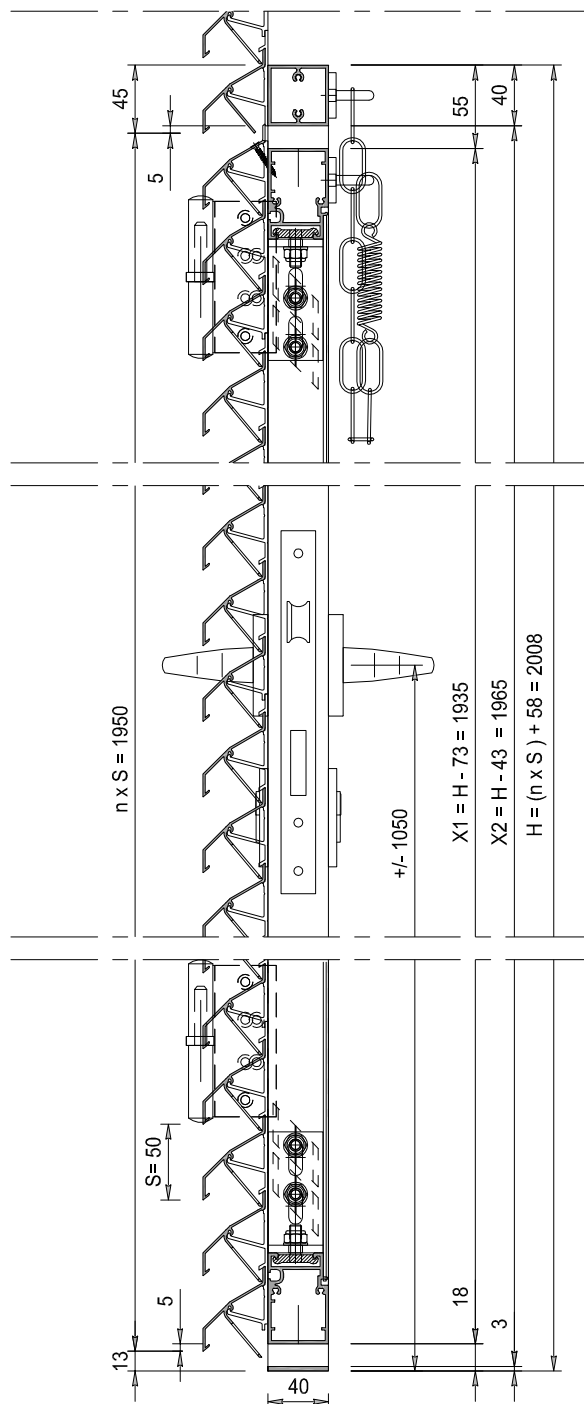 45
5
55
40
n x S = 1950
+/- 1050
X1 = H - 73 = 1935
X2 = H - 43 = 1965
H = (n x S ) + 58 = 2008
S= 50
5
13
18
3
40